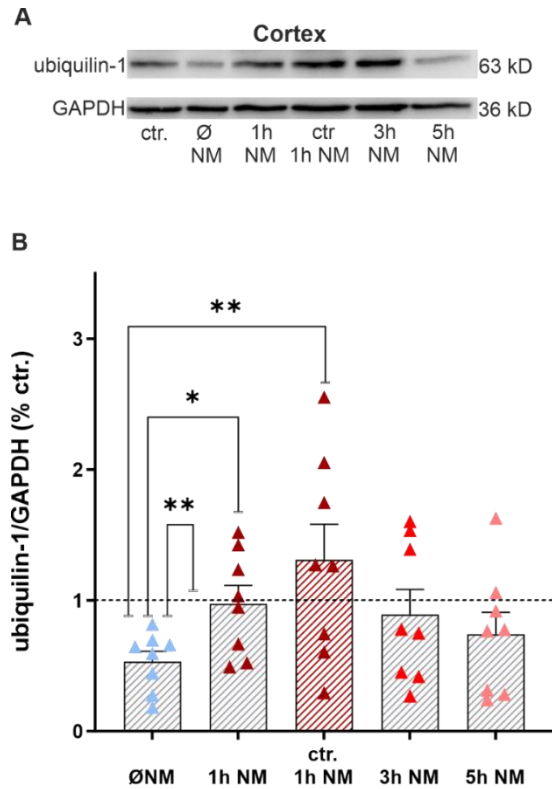 A
Cortex
ubiquilin-1 63 kD
GAPDH 36 kD
ctr. Ø NM 1h NM ctr 1h NM 3h NM 5h NM
B
ubiquilin-1/GAPDH (% ctr.)
3
2
1
0
**
*
**
ØNM 1h NM ctr. 1h NM 3h NM 5h NM